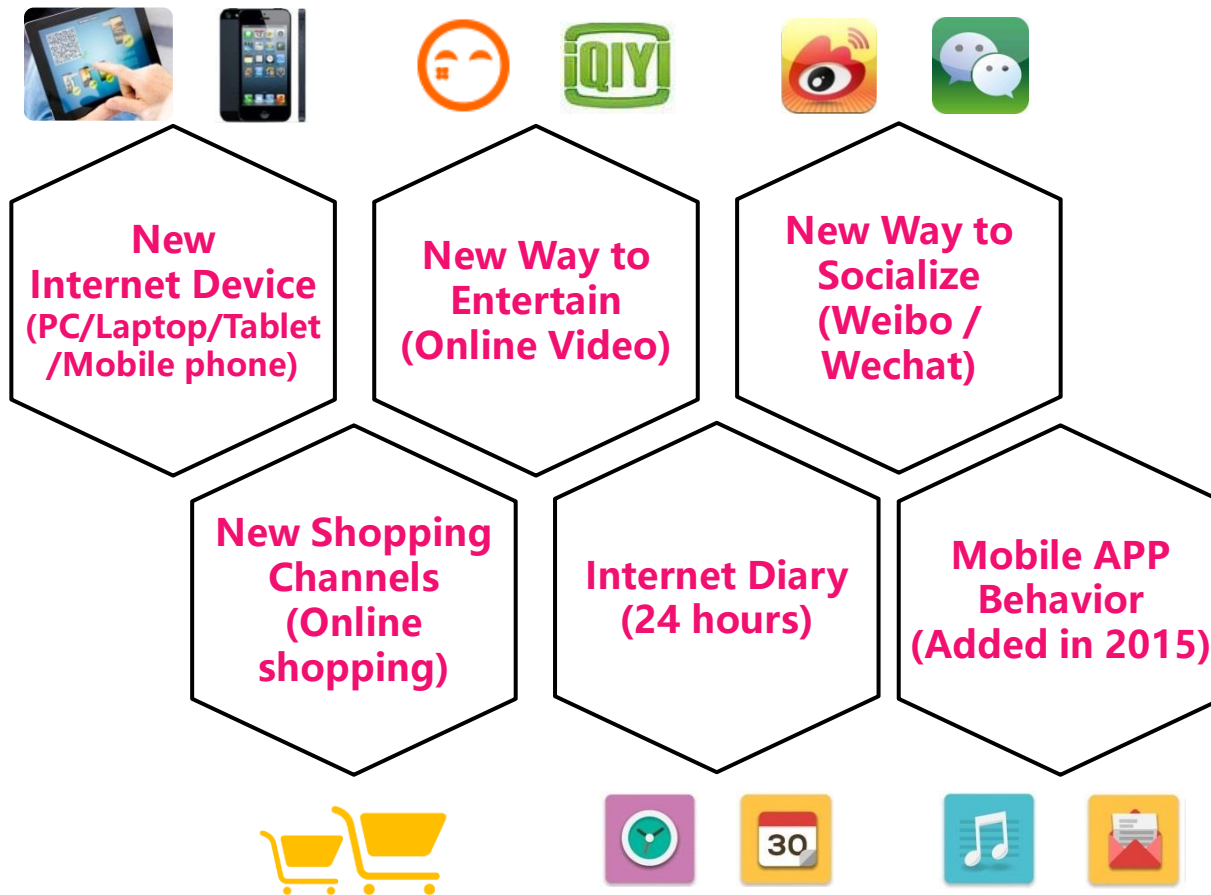 iQIYI
New
Internet Device
(PC/Laptop/Tablet
/Mobile phone)
New Way to
Entertain
(Online Video)
New Way to
Socialize
(Weibo /
Wechat)
New Shopping
Channels
(Online
shopping)
Internet Diary
(24 hours)
Mobile APP
Behavior
(Added in 2015)
30